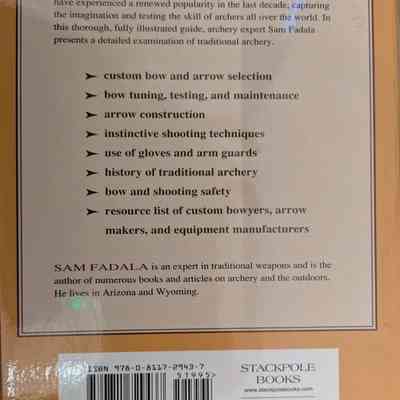 have experienced a renewed popularity in the last decade, capturing
the imagination and testing the skill of archers all over the world. In
this thorough, fully illustrated guide, archery expert Sam Fadala
presents a detailed examination of traditional archery.
➤ custom bow and arrow selection
➤ bow tuning, testing, and maintenance
➤ arrow construction
➤ instinctive shooting techniques
➤ use of gloves and arm guards
➤ history of traditional archery
➤ bow and shooting safety
➤ resource list of custom bowyers, arrow
makers, and equipment manufacturers
SAM FADALA is an expert in traditional weapons and is the
author of numerous books and articles on archery and the outdoors.
He lives in Arizona and Wyoming.
ISBN 978-0-8117-2943-7
51995>
STACKPOLE
BOOKS
www.stackpolebooks.com